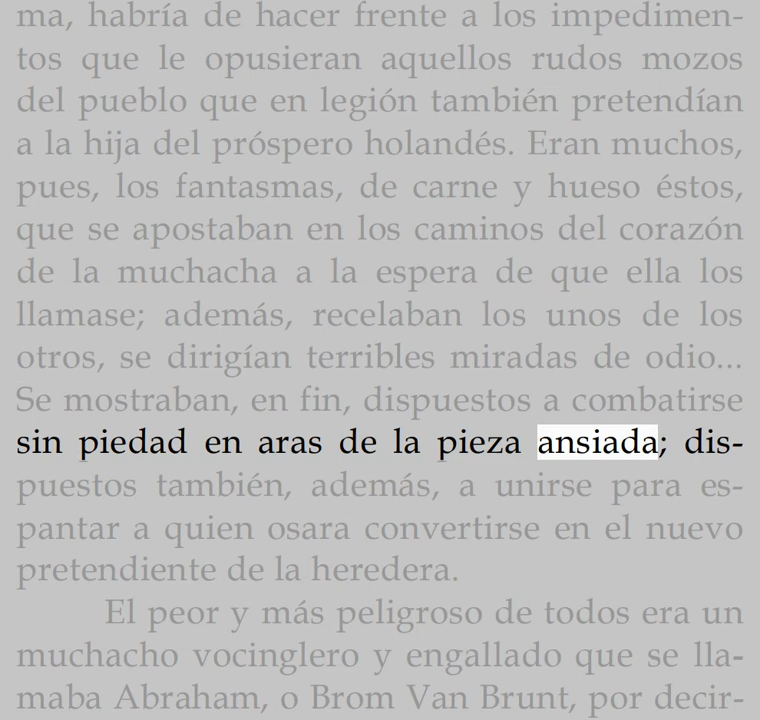 ma, habría de hacer frente a los impedimen-
tos que le opusieran aquellos rudos mozos
del pueblo que en legión también pretendían
a la hija del próspero holandés. Eran muchos,
pues, los fantasmas, de carne y hueso éstos,
que se apostaban en los caminos del corazón
de la muchacha a la espera de que ella los
llamase; además, recelaban los unos de los
otros, se dirigían terribles miradas de odio...
Se mostraban, en fin, dispuestos a combatirse
sin piedad en aras de la pieza ansiada; dis-
puestos también, además, a unirse para es-
pantar a quien osara convertirse en el nuevo
pretendiente de la heredera.
El peor y más peligroso de todos era un
muchacho vocinglero y engallado que se lla-
maba Abraham, o Brom Van Brunt, por decir-